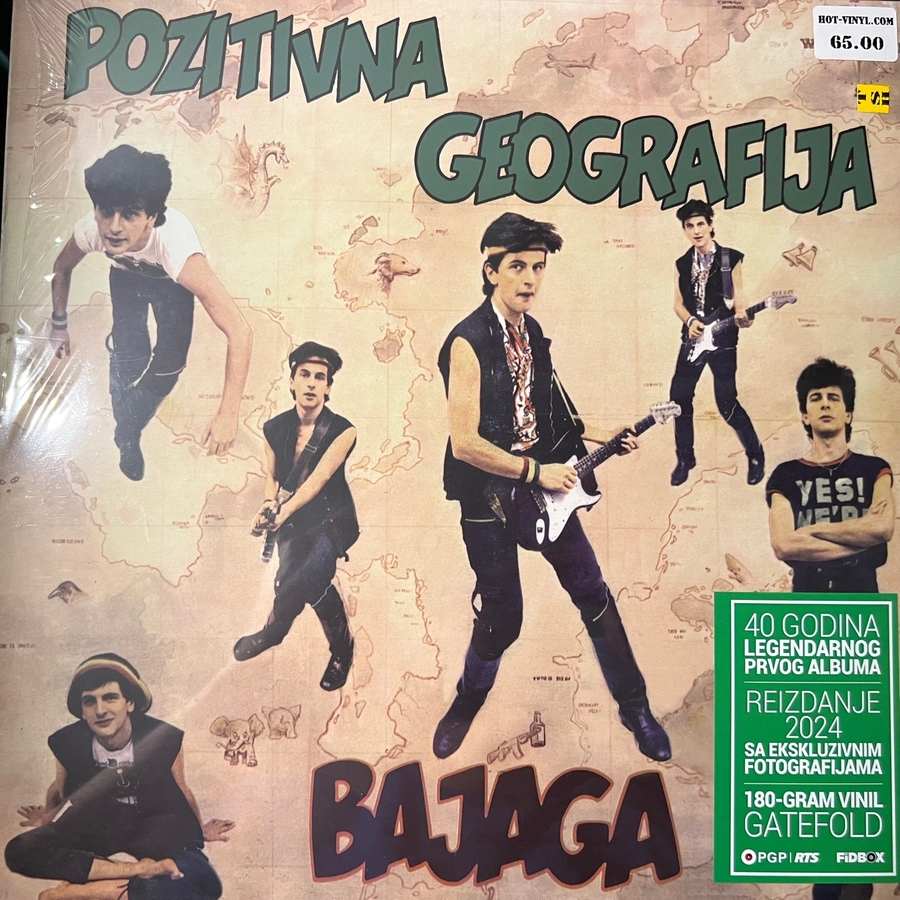 HOT-VINYL.COM
65.00
POZITIVNA
GEOGRAFIJA
YES!
WE'R
BAJAGA
40 GODINA
LEGENDARNOG
PRVOG ALBUMA
REIZDANJE
2024
SA EKSKLUZIVNIM
FOTOGRAFIJAMA
180-GRAM VINIL
GATEFOLD
PGP | RTS FiDBOX